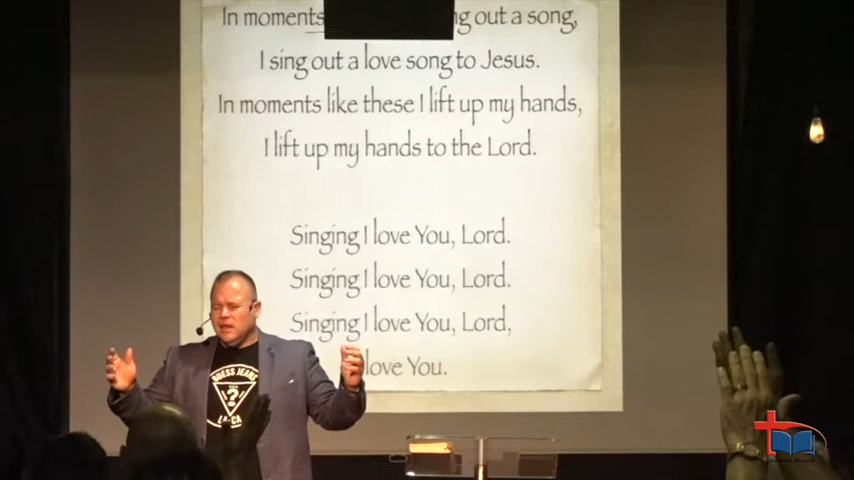 In moments g out a song,
I sing out a love song to Jesus.
In moments like these I lift up my hands,
I lift up my hands to the Lord.
Singing I love You, Lord.
Singing I love You, Lord.
Singing I love You, Lord,
love You.
GUESS JEANS
?